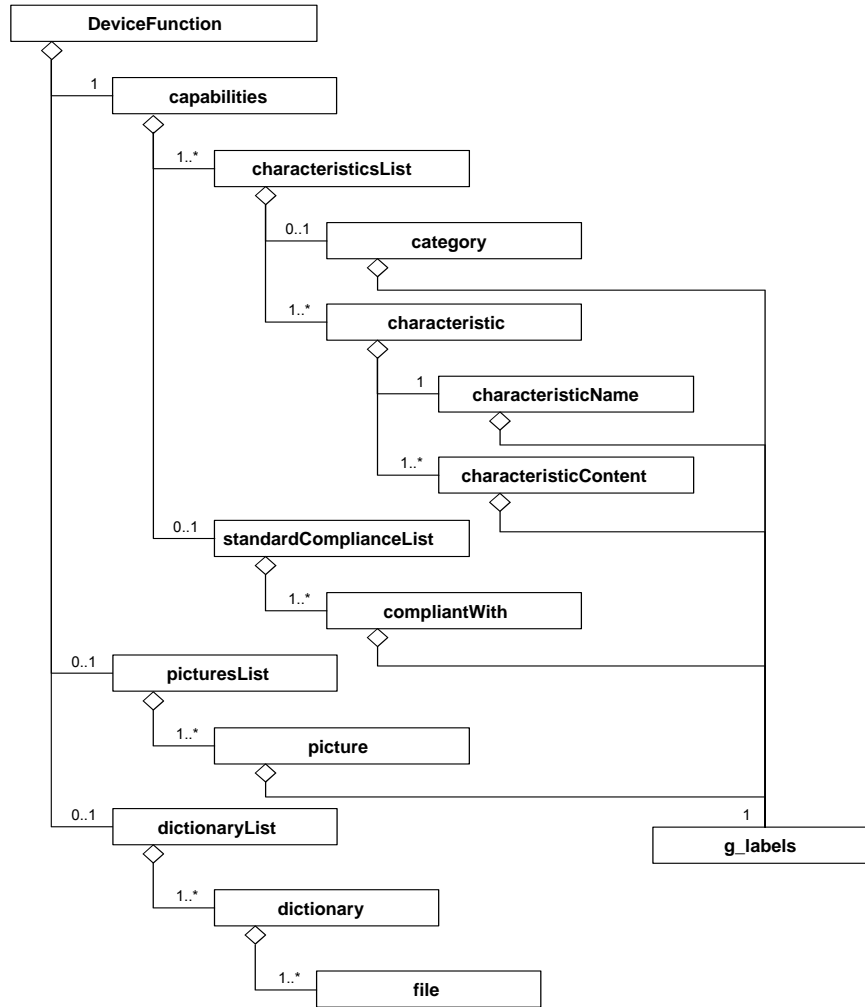 DeviceFunction
1
capabilities
1..*
characteristicsList
0..1
category
1..*
characteristic
1
characteristicName
1..*
characteristicContent
0..1
standardComplianceList
1..*
compliantWith
0..1
picturesList
1..*
picture
0..1
dictionaryList
1
g_labels
1..*
dictionary
1..*
file